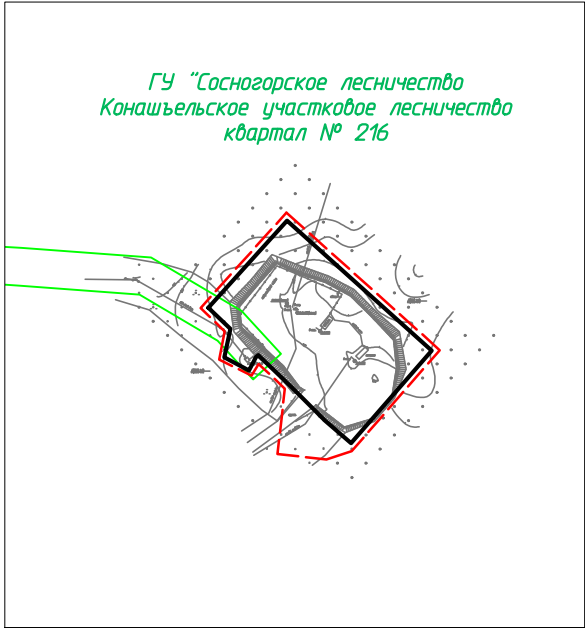 ГУ "Сосногорское лесничество
Конашъельское участковое лесничество
квартал № 216